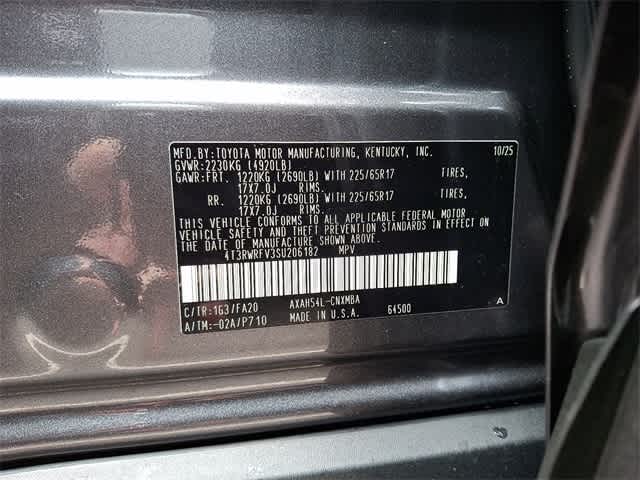 MFD.BY:TOYOTA MOTOR MANUFACTURING, KENTUCKY, INC. 10/25
GVWR:2230KG (4920LB)
GAWR:FRT. 1220KG (2690LB) WITH 225/65R17 TIRES,
17X7.0J RIMS.
RR. 1220KG (2690LB) WITH 225/65R17 TIRES,
17X7.0J RIMS.
THIS VEHICLE CONFORMS TO ALL APPLICABLE FEDERAL MOTOR
VEHICLE SAFETY AND THEFT PREVENTION STANDARDS IN EFFECT
ON THE DATE OF MANUFACTURE SHOWN ABOVE.
4T3RWRFV3SU206182 MPV
C/TR:1G3/FA20 AXAH54L-CNXMBA A
A/TM:-02A/P710 MADE IN U.S.A. 64500